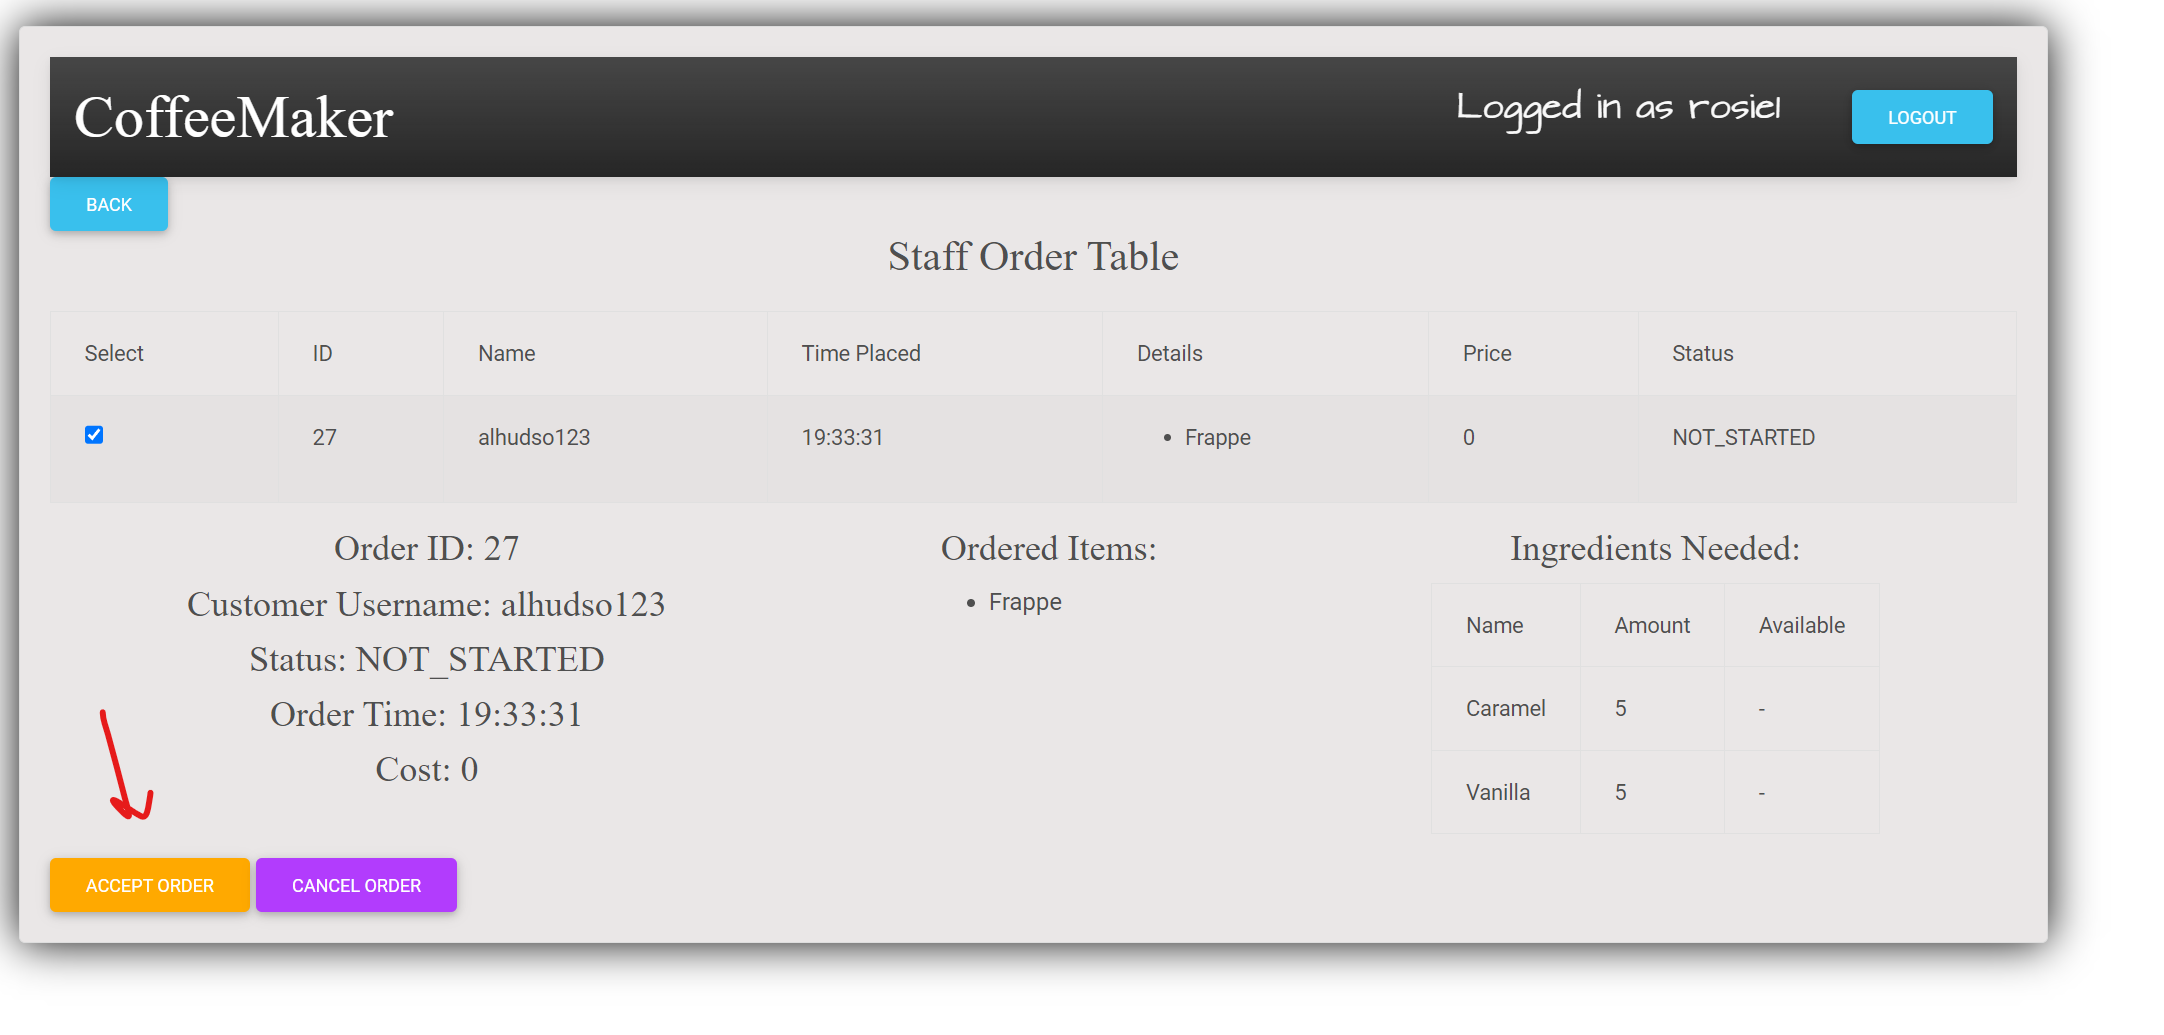 CoffeeMaker
Logged in as rosiel
LOGOUT
BACK
Staff Order Table
Select ID Name Time Placed Details Price Status
27 alhudso123 19:33:31 • Frappe 0 NOT_STARTED
Order ID: 27
Customer Username: alhudso123
Status: NOT_STARTED
Order Time: 19:33:31
Cost: 0
Ordered Items:
• Frappe
Ingredients Needed:
Name Amount Available
Caramel 5 -
Vanilla 5 -
ACCEPT ORDER
CANCEL ORDER